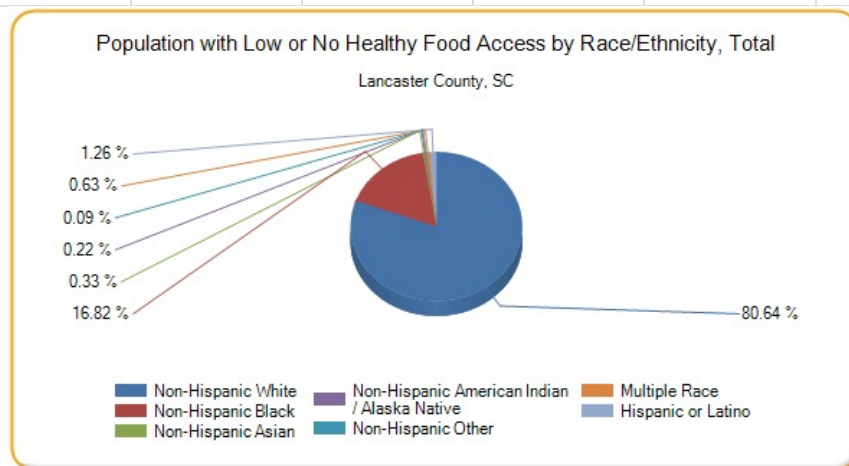 Population with Low or No Healthy Food Access by Race/Ethnicity, Total
Lancaster County, SC
1.26 %
0.63 %
0.09 %
0.22 %
0.33 %
16.82 %
80.64 %
Non-Hispanic White
Non-Hispanic Black
Non-Hispanic Asian
Non-Hispanic American Indian
/ Alaska Native
Non-Hispanic Other
Multiple Race
Hispanic or Latino